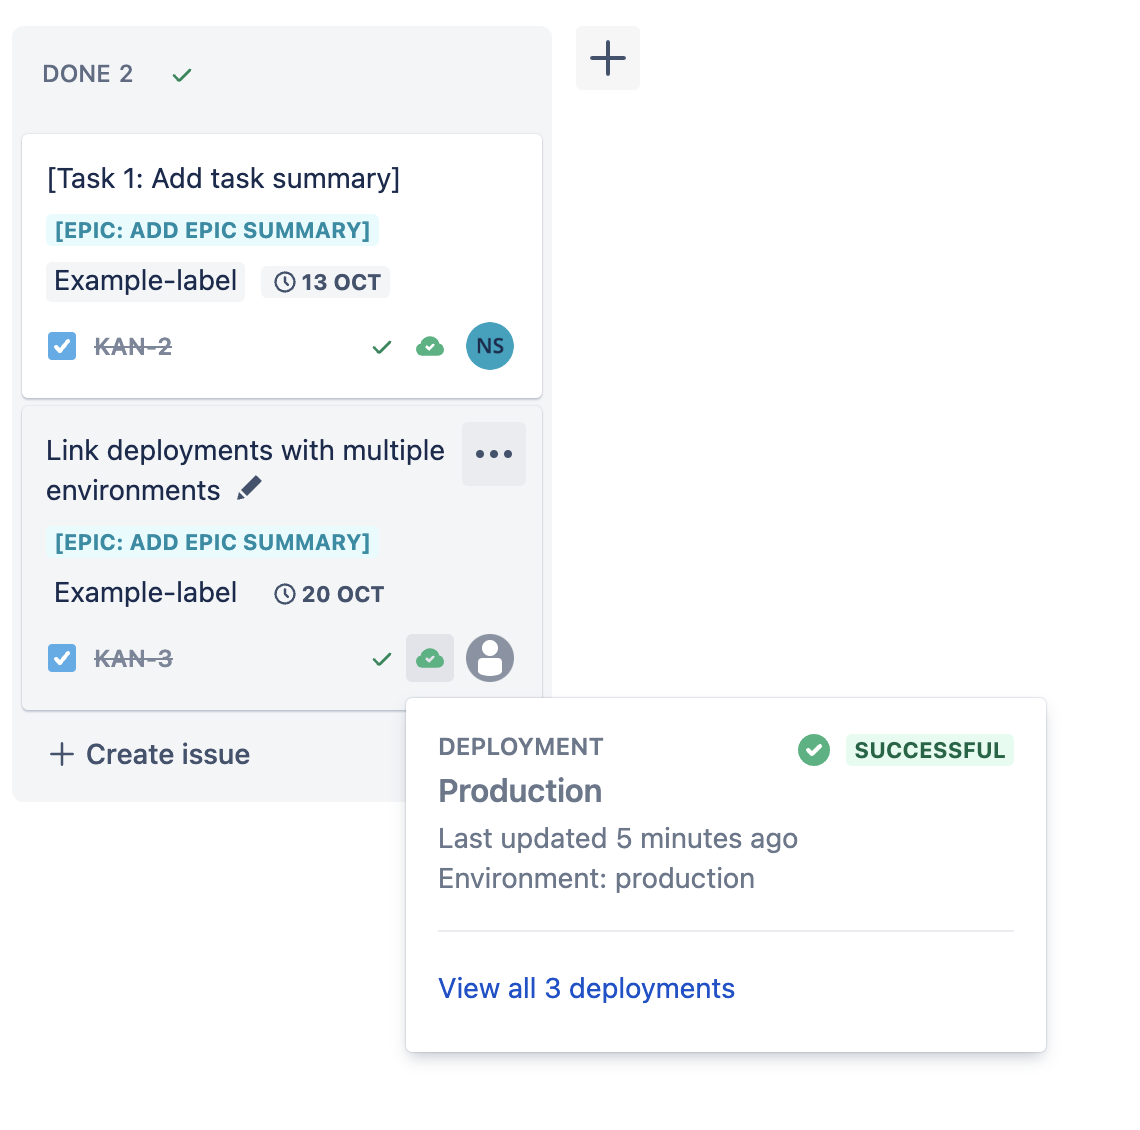 DONE 2
[Task 1: Add task summary]
[EPIC: ADD EPIC SUMMARY]
Example-label
13 OCT
KAN-2
NS
Link deployments with multiple
environments
[EPIC: ADD EPIC SUMMARY]
Example-label
20 OCT
KAN-3
Create issue
DEPLOYMENT
SUCCESSFUL
Production
Last updated 5 minutes ago
Environment: production
View all 3 deployments